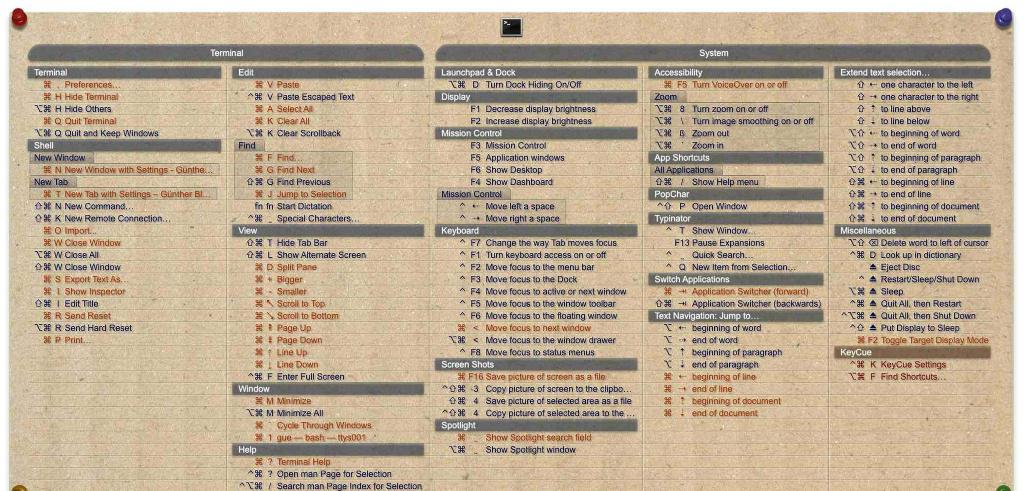 Terminal
System
Terminal
⌘ , Preferences…
⌘ H Hide Terminal
⌥⌘ H Hide Others
⌘ Q Quit Terminal
⌥⌘ Q Quit and Keep Windows
Shell
New Window
⌘ N New Window with Settings - Günthe…
New Tab
⌘ T New Tab with Settings – Günther Bl…
⇧⌘ N New Command…
⇧⌘ K New Remote Connection…
⌘ O Import…
⌘ W Close Window
⌥⌘ W Close All
⇧⌘ W Close Window
⌘ S Export Text As…
⌘ I Show Inspector
⇧⌘ I Edit Title
⌘ R Send Reset
⌥⌘ R Send Hard Reset
⌘ P Print…
Edit
⌘ V Paste
^⌘ V Paste Escaped Text
⌘ A Select All
⌘ K Clear All
⌥⌘ K Clear Scrollback
Find
⌘ F Find…
⌘ G Find Next
⇧⌘ G Find Previous
⌘ J Jump to Selection
fn fn Start Dictation
^⌘ Special Characters…
View
⇧⌘ T Hide Tab Bar
⇧⌘ L Show Alternate Screen
⌘ D Split Pane
⌘ + Bigger
⌘ - Smaller
⌘ ↖ Scroll to Top
⌘ ↘ Scroll to Bottom
⌘ ⇞ Page Up
⌘ ⇟ Page Down
⌘ ↑ Line Up
⌘ ↓ Line Down
^⌘ F Enter Full Screen
Window
⌘ M Minimize
⌥⌘ M Minimize All
⌘ ` Cycle Through Windows
⌘ 1 gue — bash — ttys001
Help
⌘ ? Terminal Help
^⌘ ? Open man Page for Selection
^⌥⌘ / Search man Page Index for Selection
Launchpad & Dock
⌥⌘ D Turn Dock Hiding On/Off
Display
F1 Decrease display brightness
F2 Increase display brightness
Mission Control
F3 Mission Control
F5 Application windows
F6 Show Desktop
F4 Show Dashboard
Mission Control
^ ← Move left a space
^ → Move right a space
Keyboard
^ F7 Change the way Tab moves focus
^ F1 Turn keyboard access on or off
^ F2 Move focus to the menu bar
^ F3 Move focus to the Dock
^ F4 Move focus to active or next window
^ F5 Move focus to the window toolbar
^ F6 Move focus to the floating window
⌘ < Move focus to next window
⌥⌘ < Move focus to the window drawer
^ F8 Move focus to status menus
Screen Shots
⌘ F16 Save picture of screen as a file
^⇧⌘ 3 Copy picture of screen to the clipbo…
⇧⌘ 4 Save picture of selected area as a file
^⇧⌘ 4 Copy picture of selected area to the …
Spotlight
⌘ Show Spotlight search field
⌥⌘ Show Spotlight window
Accessibility
⌘ F5 Turn VoiceOver on or off
Zoom
⌥⌘ 8 Turn zoom on or off
⌥⌘ \ Turn image smoothing on or off
⌥⌘ ß Zoom out
⌥⌘ Zoom in
App Shortcuts
All Applications
⇧⌘ / Show Help menu
PopChar
^⇧ P Open Window
Typinator
^ T Show Window…
F13 Pause Expansions
^ Quick Search…
^ Q New Item from Selection…
Switch Applications
⌘ ⇥ Application Switcher (forward)
⇧⌘ ⇥ Application Switcher (backwards)
Text Navigation: Jump to…
⌥ ← beginning of word
⌥ → end of word
⌥ ↑ beginning of paragraph
⌥ ↓ end of paragraph
⌘ ← beginning of line
⌘ → end of line
⌘ ↑ beginning of document
⌘ ↓ end of document
Extend text selection…
⇧ ← one character to the left
⇧ → one character to the right
⇧ ↑ to line above
⇧ ↓ to line below
⌥⇧ ← to beginning of word
⌥⇧ → to end of word
⌥⇧ ↑ to beginning of paragraph
⌥⇧ ↓ to end of paragraph
⇧⌘ ← to beginning of line
⇧⌘ → to end of line
⇧⌘ ↑ to beginning of document
⇧⌘ ↓ to end of document
Miscellaneous
⌥⇧ ⌫ Delete word to left of cursor
^⌘ D Look up in dictionary
⏏ Eject Disc
^ ⏏ Restart/Sleep/Shut Down
⌥⌘ ⏏ Sleep
^⌘ ⏏ Quit All, then Restart
^⌥⌘ ⏏ Quit All, then Shut Down
^⇧ ⏏ Put Display to Sleep
⌘ F2 Toggle Target Display Mode
KeyCue
^⌘ K KeyCue Settings
⌥⌘ F Find Shortcuts…